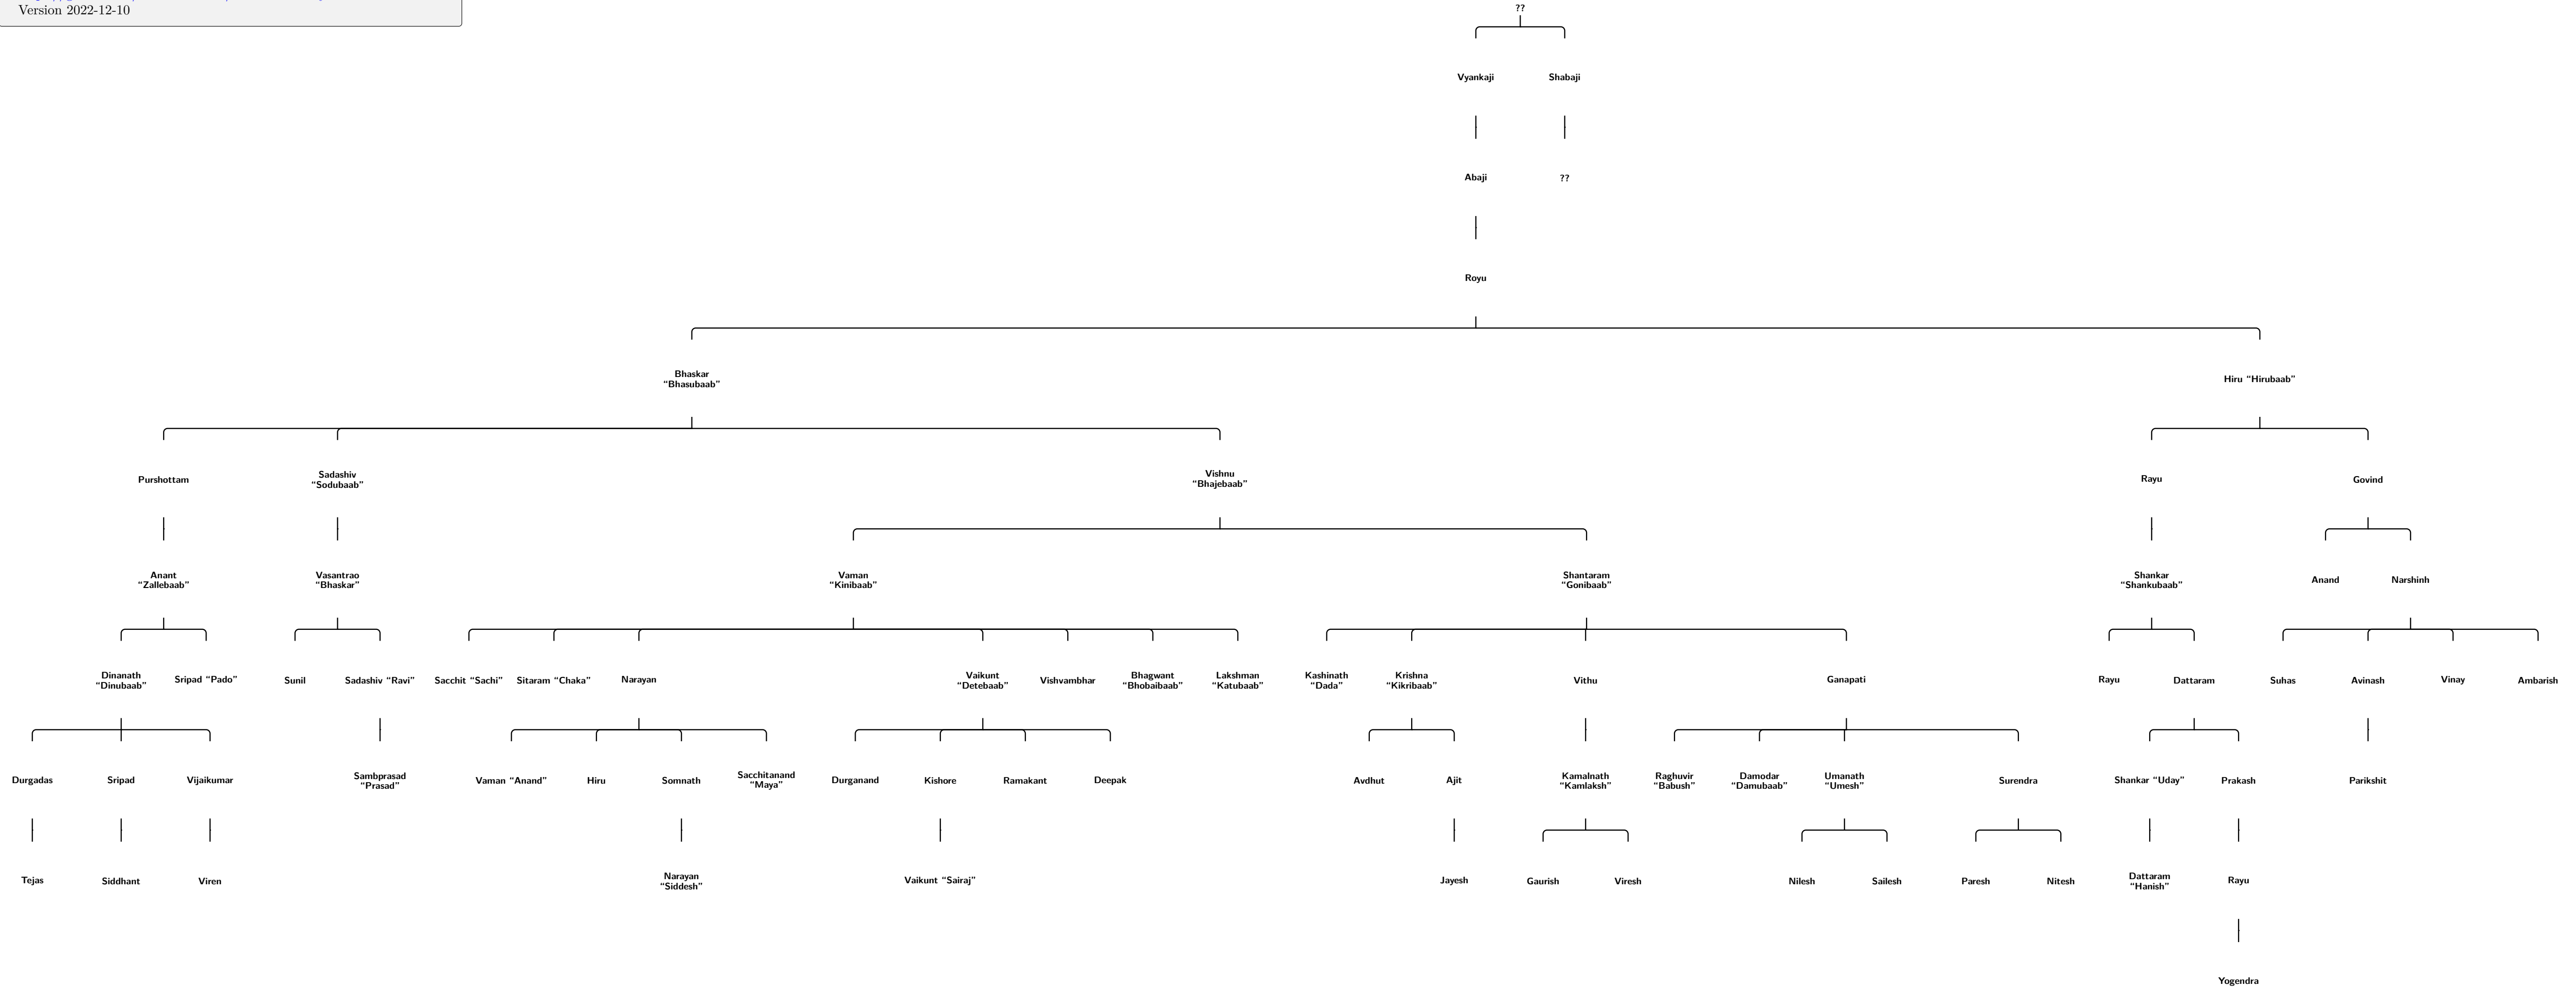 Version 2022-12-10
??
Vyankaji
Shabaji
Abaji
??
Royu
Bhaskar
“Bhasubaab”
Hiru “Hirubaab”
Purshottam
Sadashiv
“Sodubaab”
Vishnu
“Bhajebaab”
Rayu
Govind
Anant
“Zallebaab”
Vasantrao
“Bhaskar”
Vaman
“Kinibaab”
Shantaram
“Gonibaab”
Shankar
“Shankubaab”
Anand
Narshinh
Dinanath
“Dinubaab”
Sripad “Pado”
Sunil
Sadashiv “Ravi”
Sacchit “Sachi”
Sitaram “Chaka”
Narayan
Vaikunt
“Detebaab”
Vishvambhar
Bhagwant
“Bhobaibaab”
Lakshman
“Katubaab”
Kashinath
“Dada”
Krishna
“Kikribaab”
Vithu
Ganapati
Rayu
Dattaram
Suhas
Avinash
Vinay
Ambarish
Durgadas
Sripad
Vijaikumar
Sambprasad
“Prasad”
Vaman “Anand”
Hiru
Somnath
Sacchitanand
“Maya”
Durganand
Kishore
Ramakant
Deepak
Avdhut
Ajit
Kamalnath
“Kamlaksh”
Raghuvir
“Babush”
Damodar
“Damubaab”
Umanath
“Umesh”
Surendra
Shankar “Uday”
Prakash
Parikshit
Tejas
Siddhant
Viren
Narayan
“Siddesh”
Vaikunt “Sairaj”
Jayesh
Gaurish
Viresh
Nilesh
Sailesh
Paresh
Nitesh
Dattaram
“Hanish”
Rayu
Yogendra